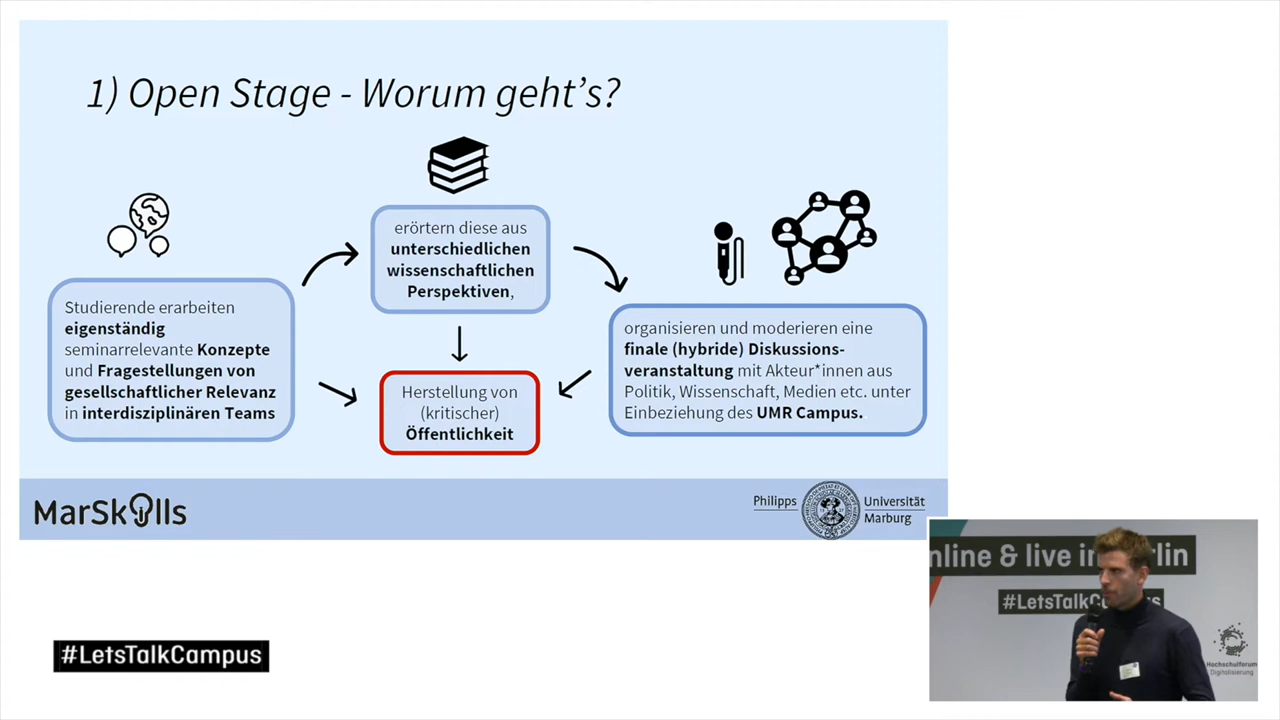 1) Open Stage - Worum geht's?
Studierende erarbeiten
eigenständig
seminarrelevante Konzepte
und Fragestellungen von
gesellschaftlicher Relevanz
in interdisziplinären Teams
erörtern diese aus
unterschiedlichen
wissenschaftlichen
Perspektiven,
Herstellung von
(kritischer)
Öffentlichkeit
organisieren und moderieren eine
finale (hybride) Diskussions-
veranstaltung mit Akteur*innen aus
Politik, Wissenschaft, Medien etc. unter
Einbeziehung des UMR Campus.
MarSkills
Philipps Universität
Marburg
nline & live in
#LetsTalkC
Hochschulforum
Digitalisierung
#LetsTalkCampus